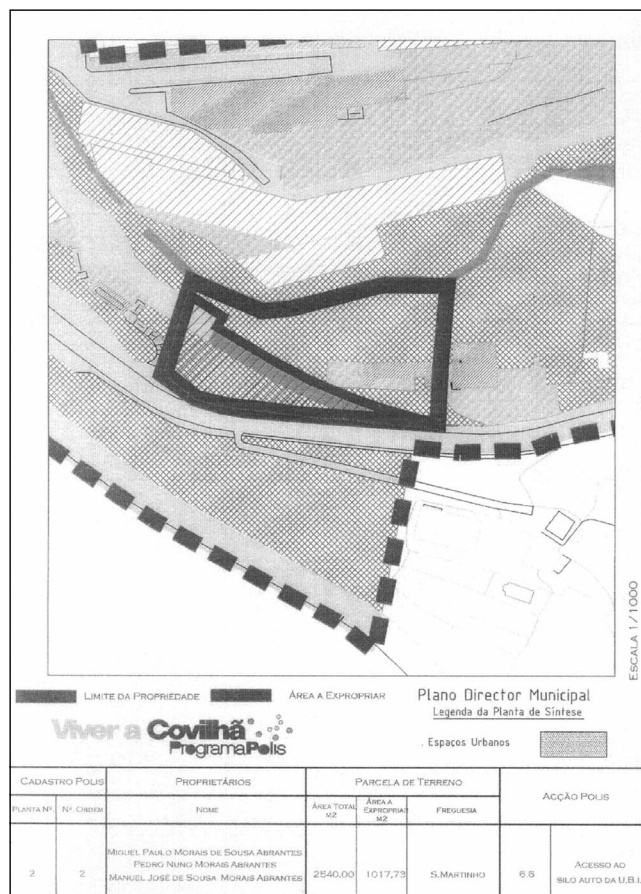 ESCALA 1/1000
LIMITE DA PROPRIEDADE
ÁREA A EXPROPRIAR
Plano Director Municipal
Legenda da Planta de Síntese
Viver a Covilhã
ProgramaPolis
. Espaços Urbanos
CADASTRO POLIS
PROPRIETÁRIOS
PARCELA DE TERRENO
ACÇÃO POLIS
PLANTA Nº.
Nº. ORDEM
NOME
ÁREA TOTAL
M2
ÁREA A
EXPROPRIAR
M2
FREGUESIA
2
2
MIGUEL PAULO MORAIS DE SOUSA ABRANTES
PEDRO NUNO MORAIS ABRANTES
MANUEL JOSÉ DE SOUSA MORAIS ABRANTES
2540.00
1017,73
S.MARTINHO
6.6
ACESSO AO
SILO AUTO DA U.B.I.